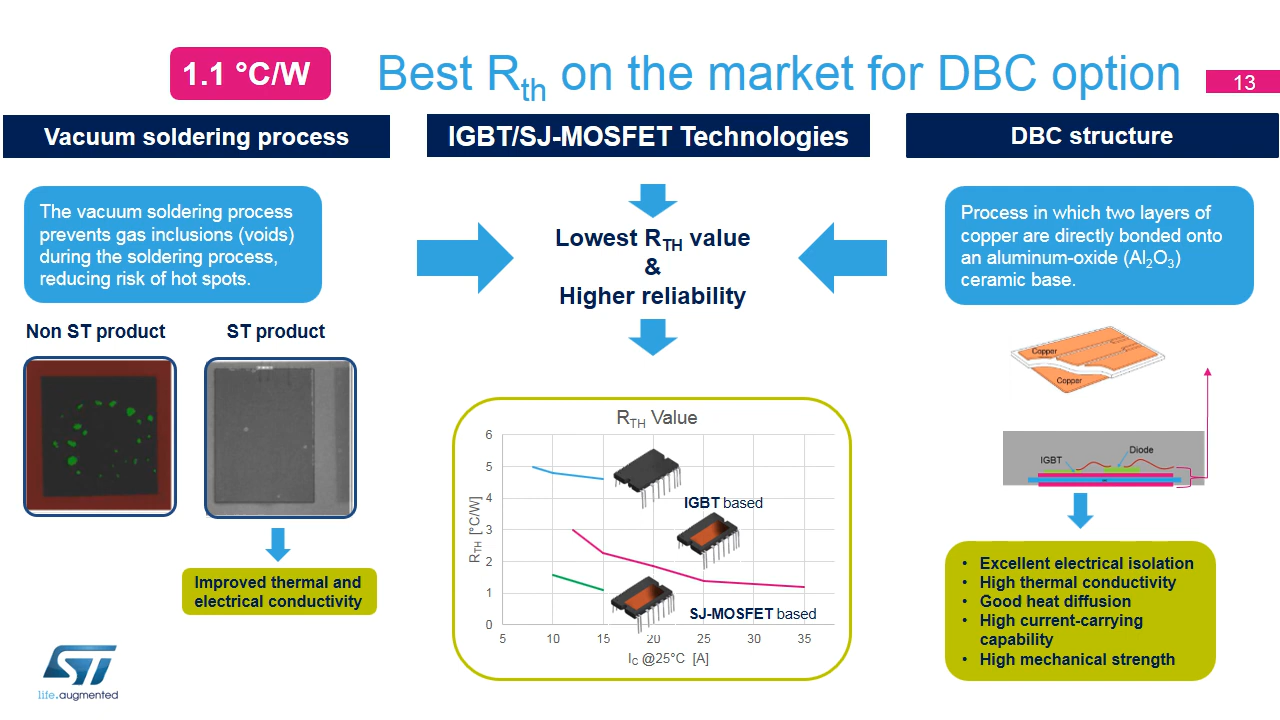 1.1 °C/W
Best Rth on the market for DBC option
13
Vacuum soldering process
IGBT/SJ-MOSFET Technologies
DBC structure
The vacuum soldering process
prevents gas inclusions (voids)
during the soldering process,
reducing risk of hot spots.
Non ST product
ST product
Improved thermal and
electrical conductivity
Lowest RTH value
&
Higher reliability
RTH Value
RTH [°C/W]
6
5
4
3
2
1
0
5
10
15
20
25
30
35
IC @25°C [A]
IGBT based
SJ-MOSFET based
Process in which two layers of
copper are directly bonded onto
an aluminum-oxide (Al2O3)
ceramic base.
Copper
Copper
IGBT
Diode
• Excellent electrical isolation
• High thermal conductivity
• Good heat diffusion
• High current-carrying
capability
• High mechanical strength
ST
life.augmented